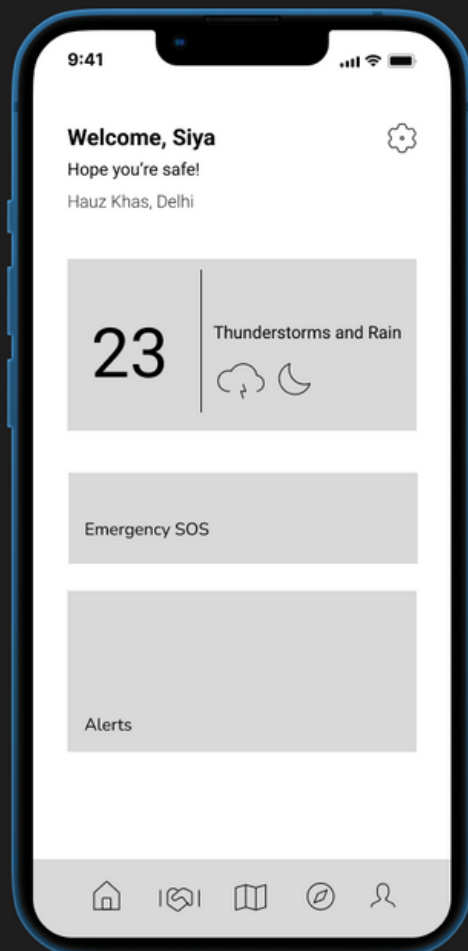 9:41
Welcome, Siya
Hope you're safe!
Hauz Khas, Delhi
23
Thunderstorms and Rain
Emergency SOS
Alerts